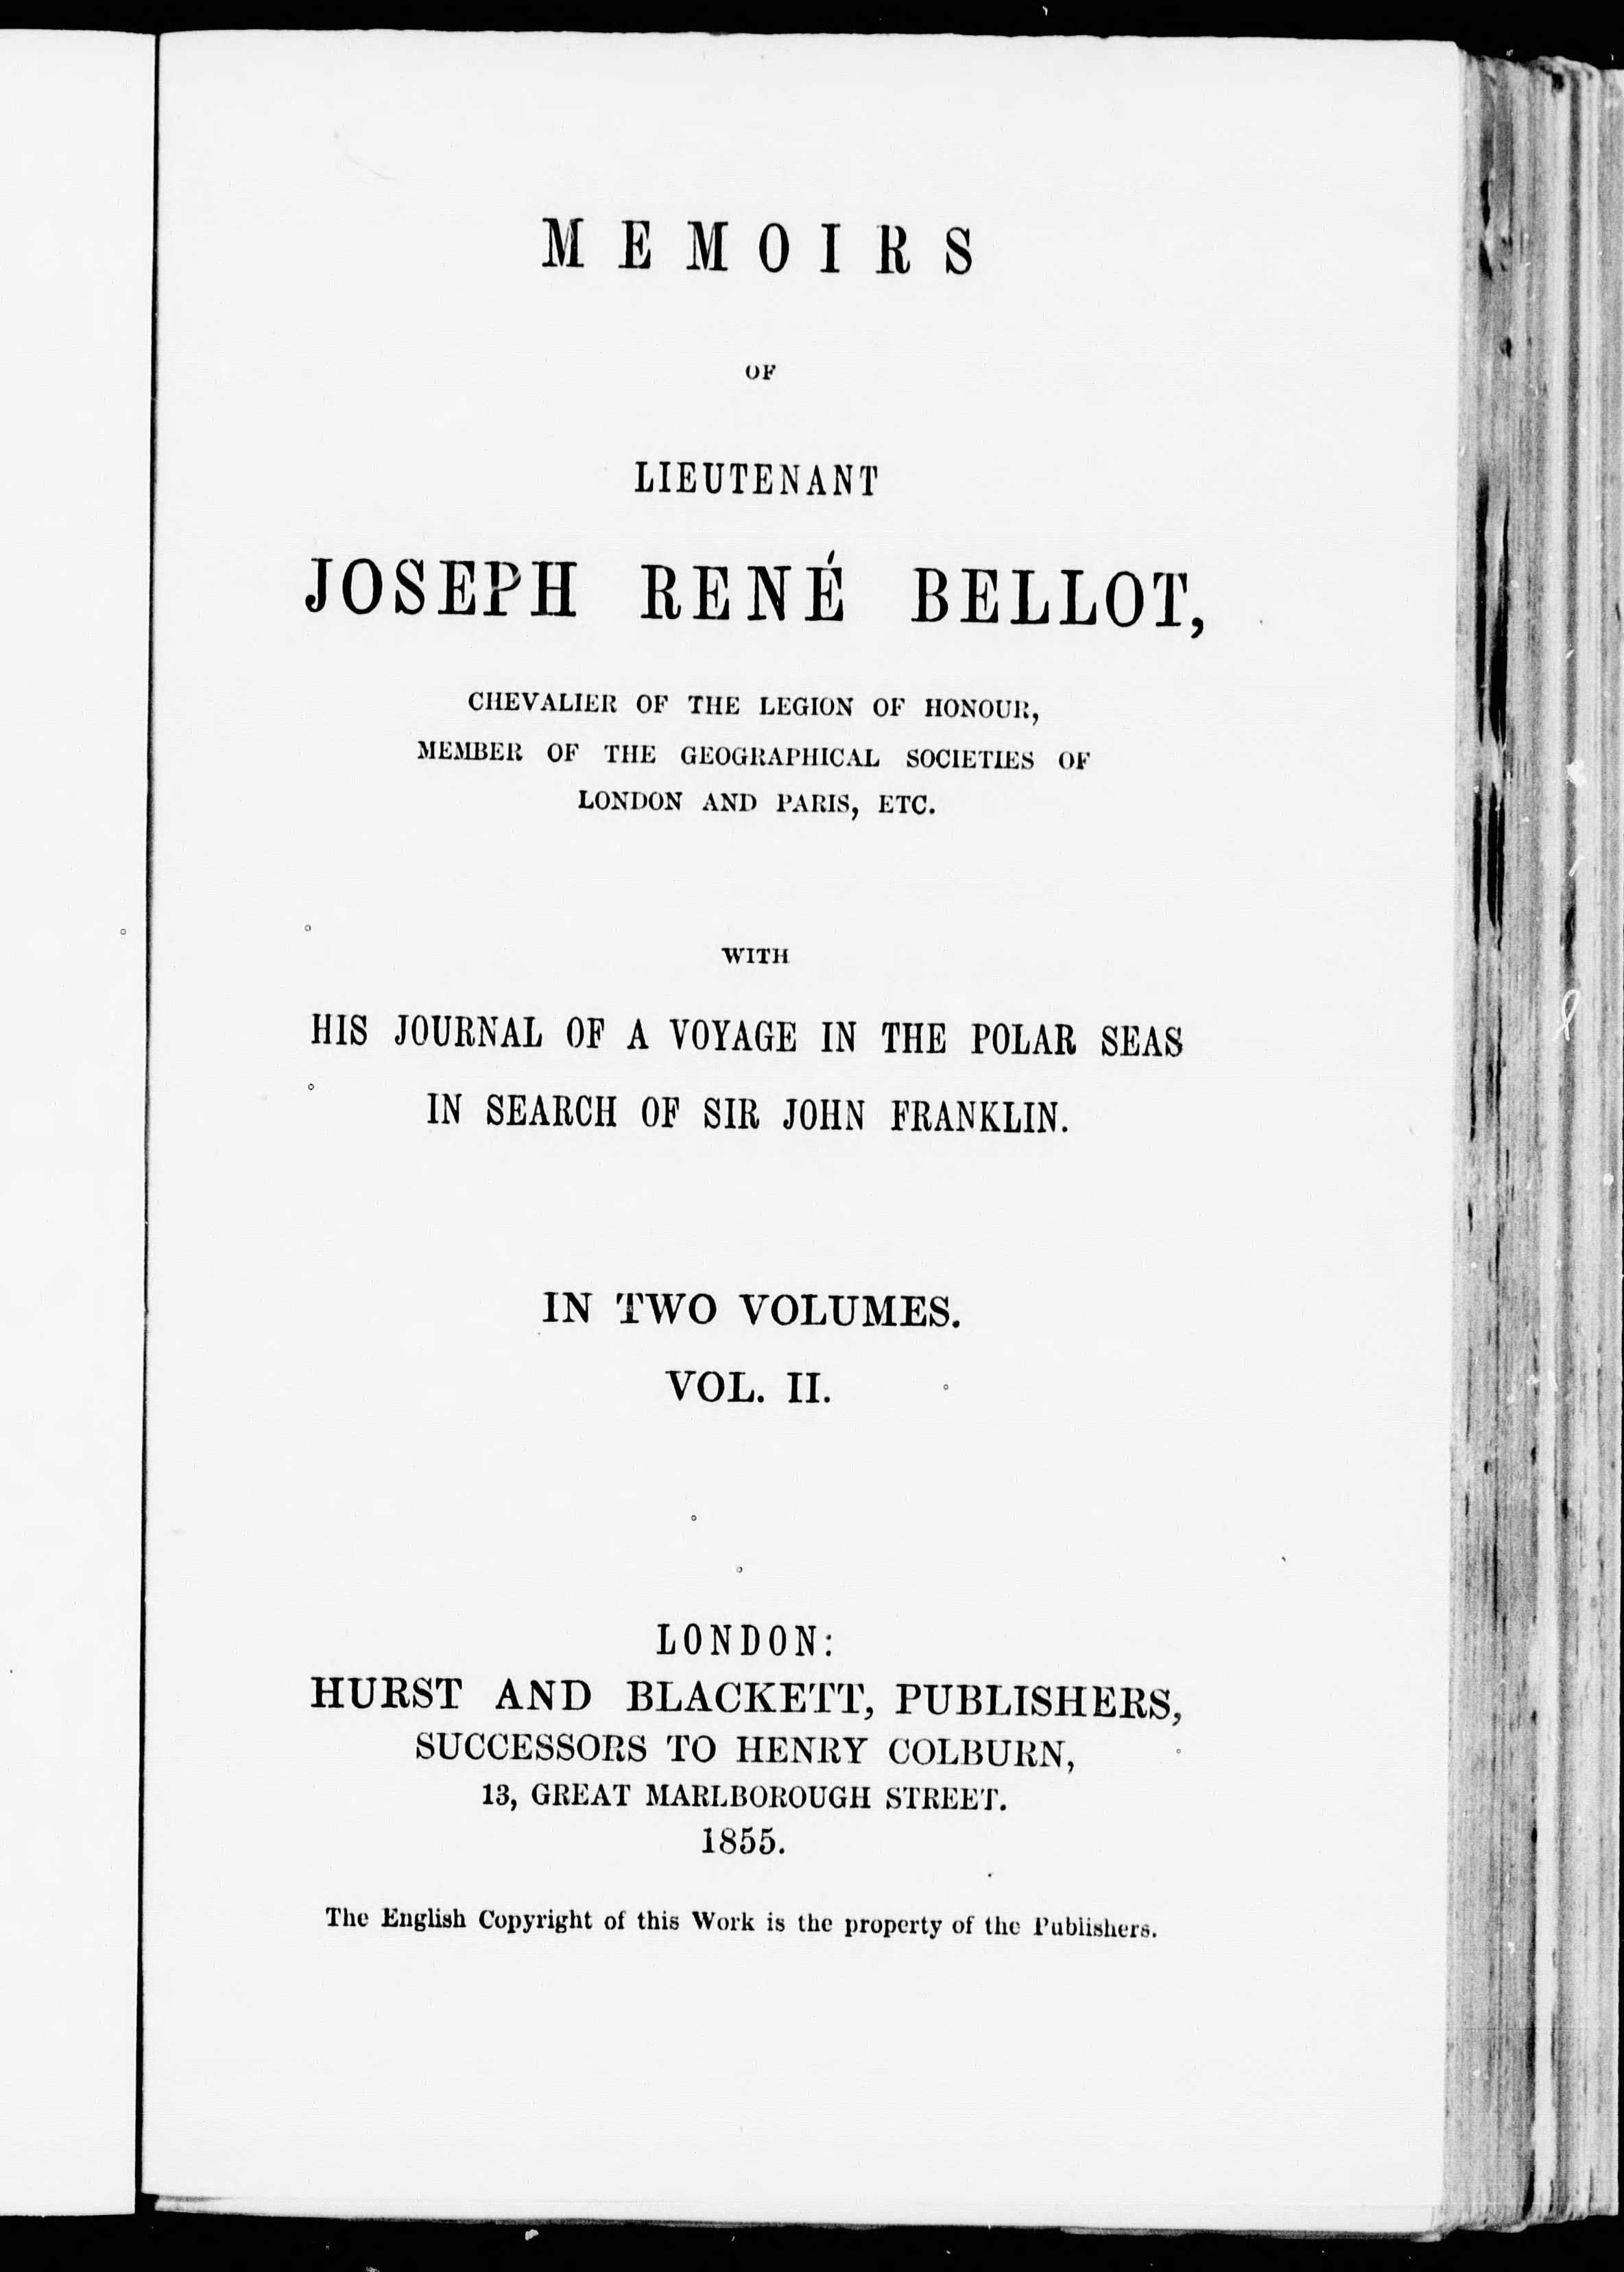 MEMOIRS
OF
LIEUTENANT
JOSEPH RENÉ BELLOT,
CHEVALIER OF THE LEGION OF HONOUR,
MEMBER OF THE GEOGRAPHICAL SOCIETIES OF
LONDON AND PARIS, ETC.
WITH
HIS JOURNAL OF A VOYAGE IN THE POLAR SEAS
IN SEARCH OF SIR JOHN FRANKLIN.
IN TWO VOLUMES.
VOL. II.
LONDON:
HURST AND BLACKETT, PUBLISHERS,
SUCCESSORS TO HENRY COLBURN,
13, GREAT MARLBOROUGH STREET.
1855.
The English Copyright of this Work is the property of the Publishers.